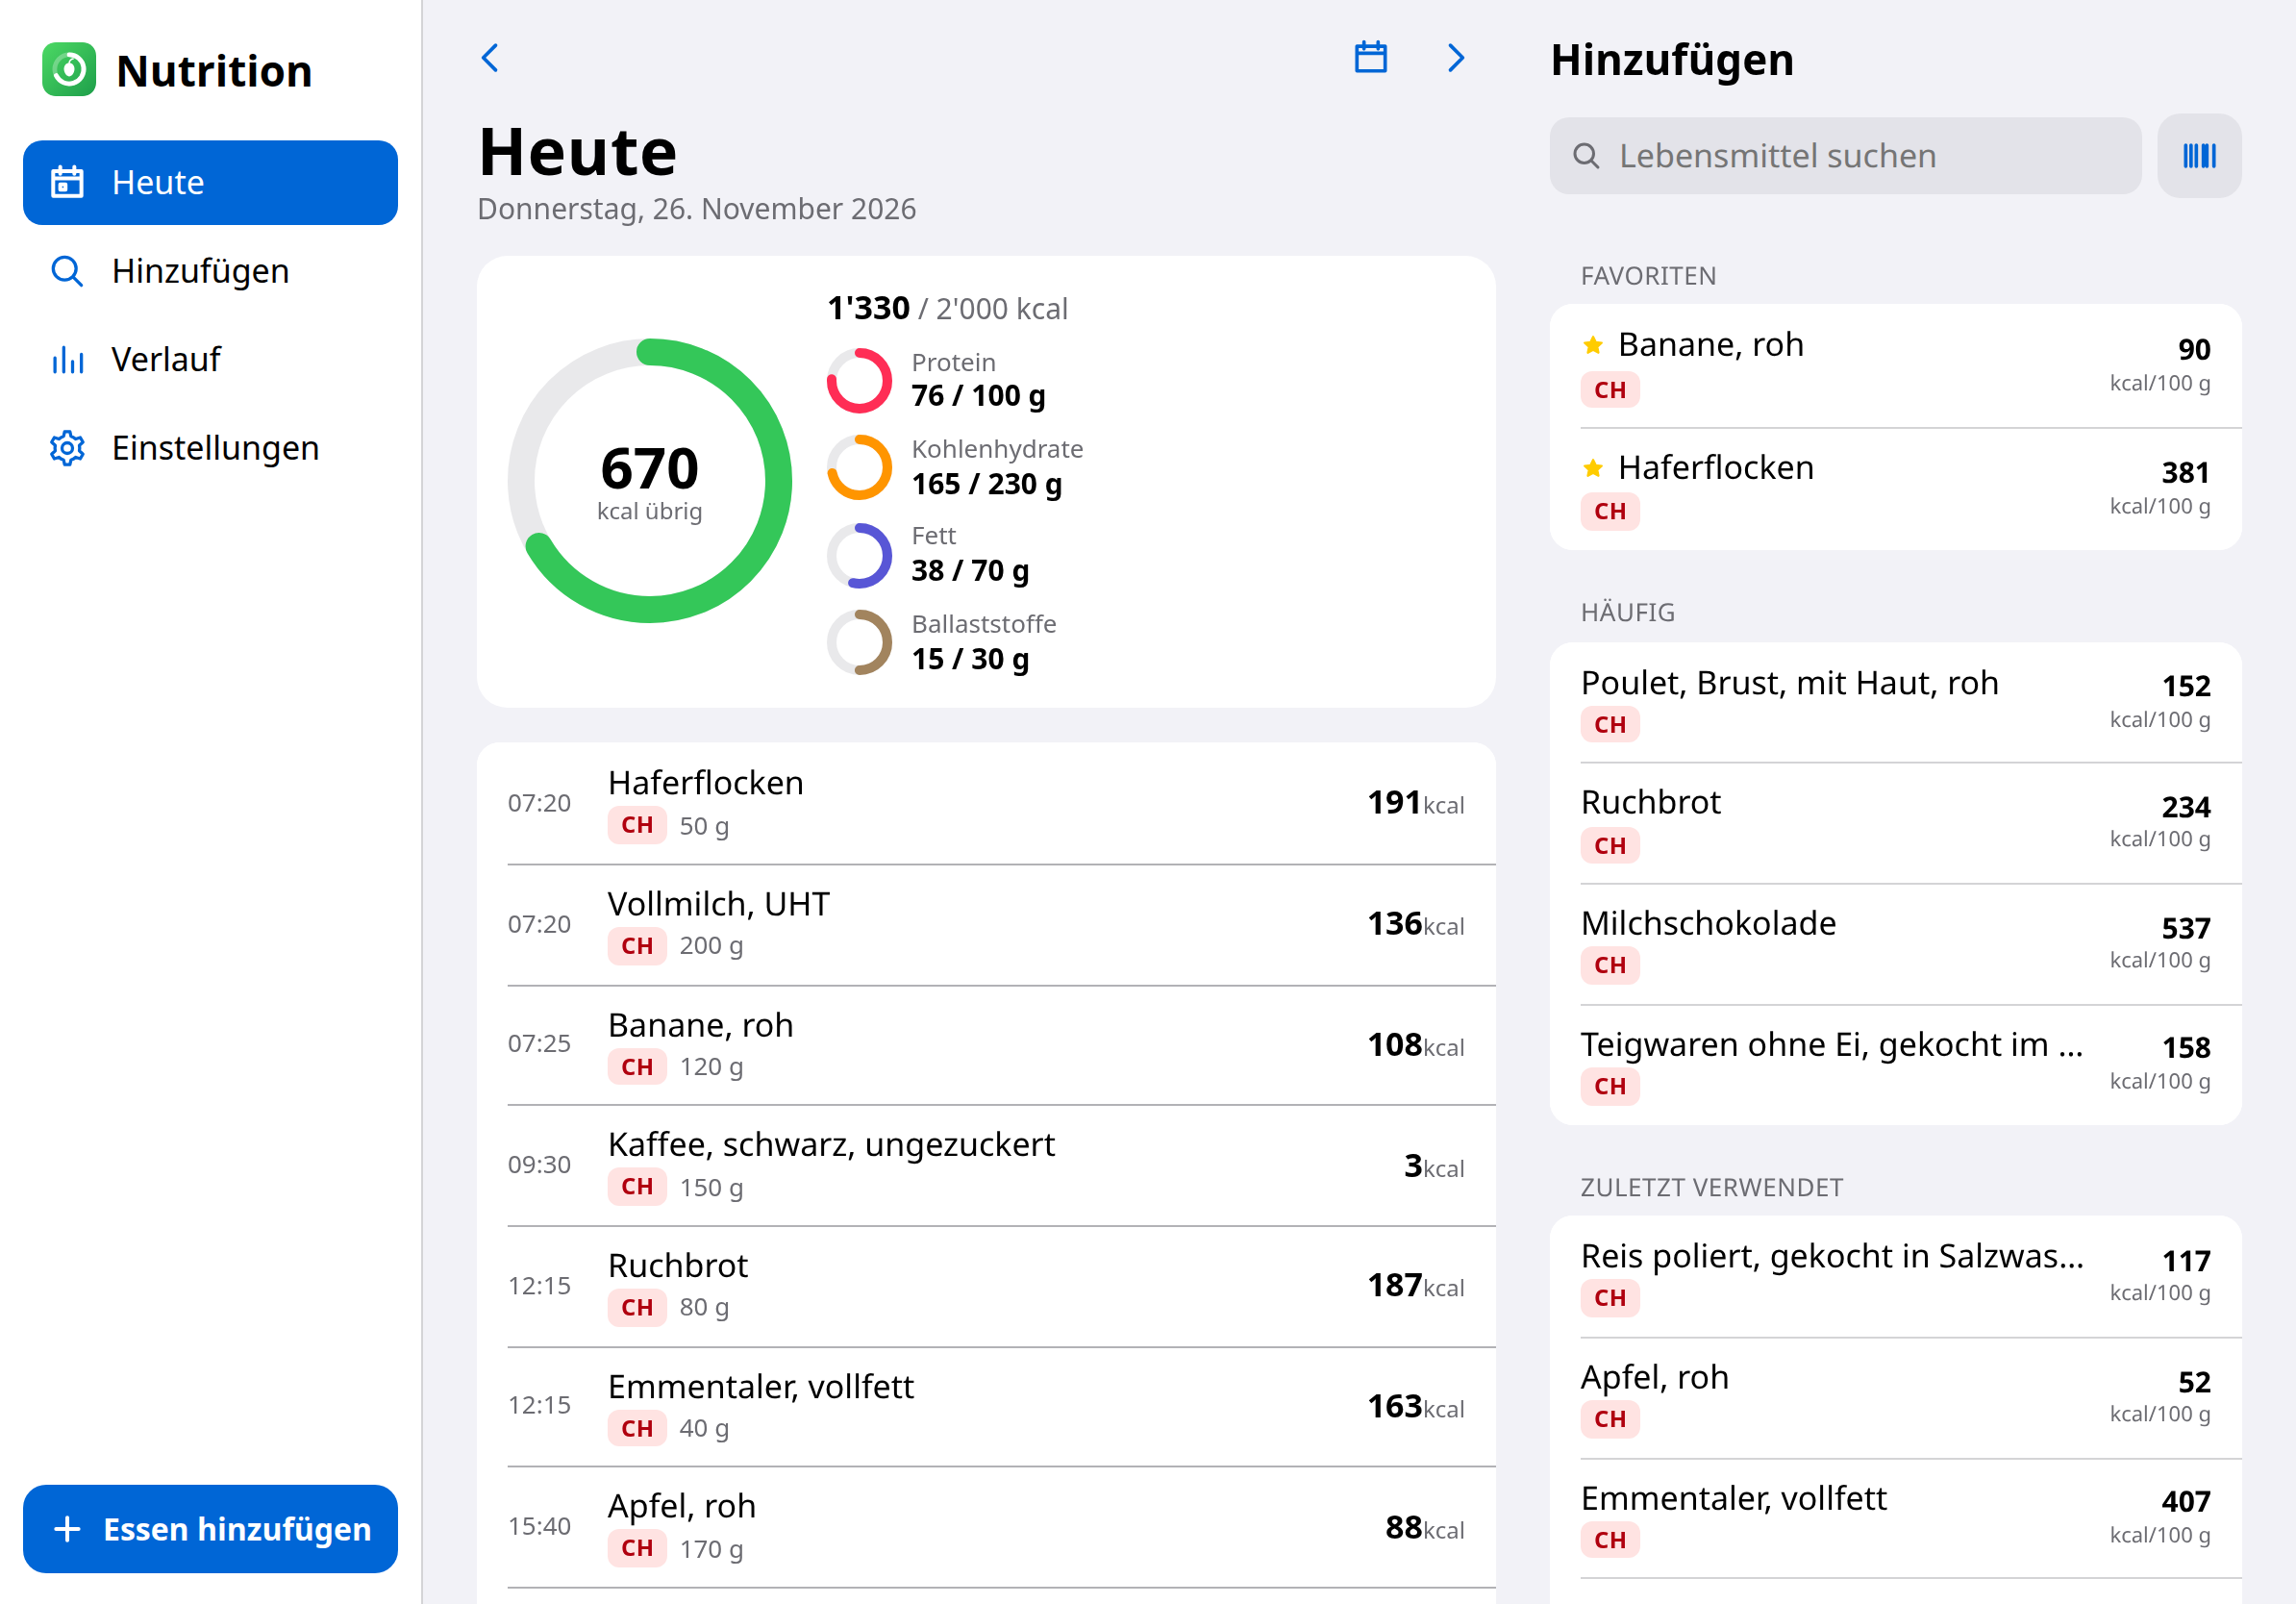 Nutrition
Heute
Hinzufügen
Verlauf
Einstellungen
Essen hinzufügen
Heute
Donnerstag, 26. November 2026
670
kcal übrig
1'330 / 2'000 kcal
Protein
76 / 100 g
Kohlenhydrate
165 / 230 g
Fett
38 / 70 g
Ballaststoffe
15 / 30 g
07:20
Haferflocken
CH 50 g
191kcal
07:20
Vollmilch, UHT
CH 200 g
136kcal
07:25
Banane, roh
CH 120 g
108kcal
09:30
Kaffee, schwarz, ungezuckert
CH 150 g
3kcal
12:15
Ruchbrot
CH 80 g
187kcal
12:15
Emmentaler, vollfett
CH 40 g
163kcal
15:40
Apfel, roh
CH 170 g
88kcal
Hinzufügen
Lebensmittel suchen
FAVORITEN
Banane, roh
CH
90
kcal/100 g
Haferflocken
CH
381
kcal/100 g
HÄUFIG
Poulet, Brust, mit Haut, roh
CH
152
kcal/100 g
Ruchbrot
CH
234
kcal/100 g
Milchschokolade
CH
537
kcal/100 g
Teigwaren ohne Ei, gekocht im ...
CH
158
kcal/100 g
ZULETZT VERWENDET
Reis poliert, gekocht in Salzwas...
CH
117
kcal/100 g
Apfel, roh
CH
52
kcal/100 g
Emmentaler, vollfett
CH
407
kcal/100 g